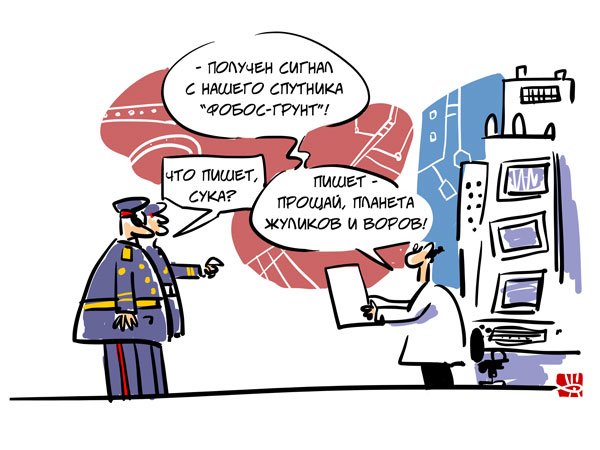 - ПОЛУЧЕН СИГНАЛ
С НАШЕГО СПУТНИКА
"ФОБОС-ГРУНТ"!
ЧТО ПИШЕТ,
СУКА?
ПИШЕТ -
ПРОЩАЙ, ПЛАНЕТА
ЖУЛИКОВ И ВОРОВ!